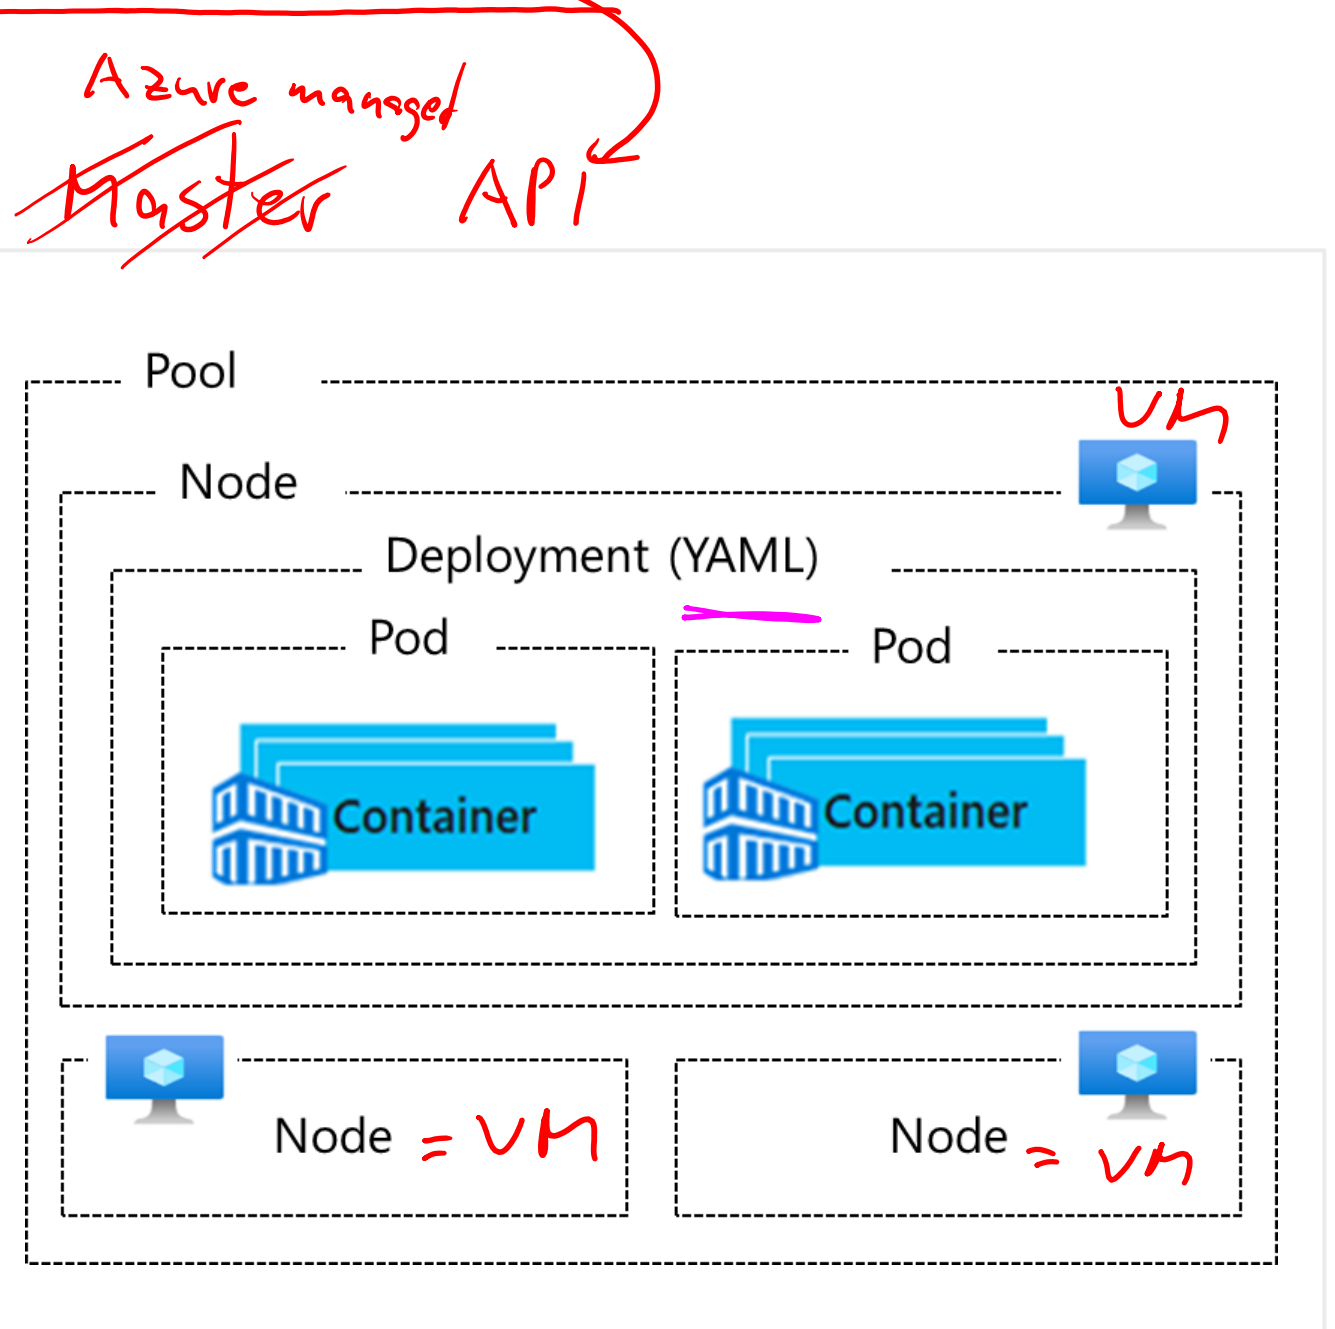 Azure managed
Master API
Pool
VM
Node
Deployment (YAML)
Pod Pod
Container Container
Node = VM Node = VM